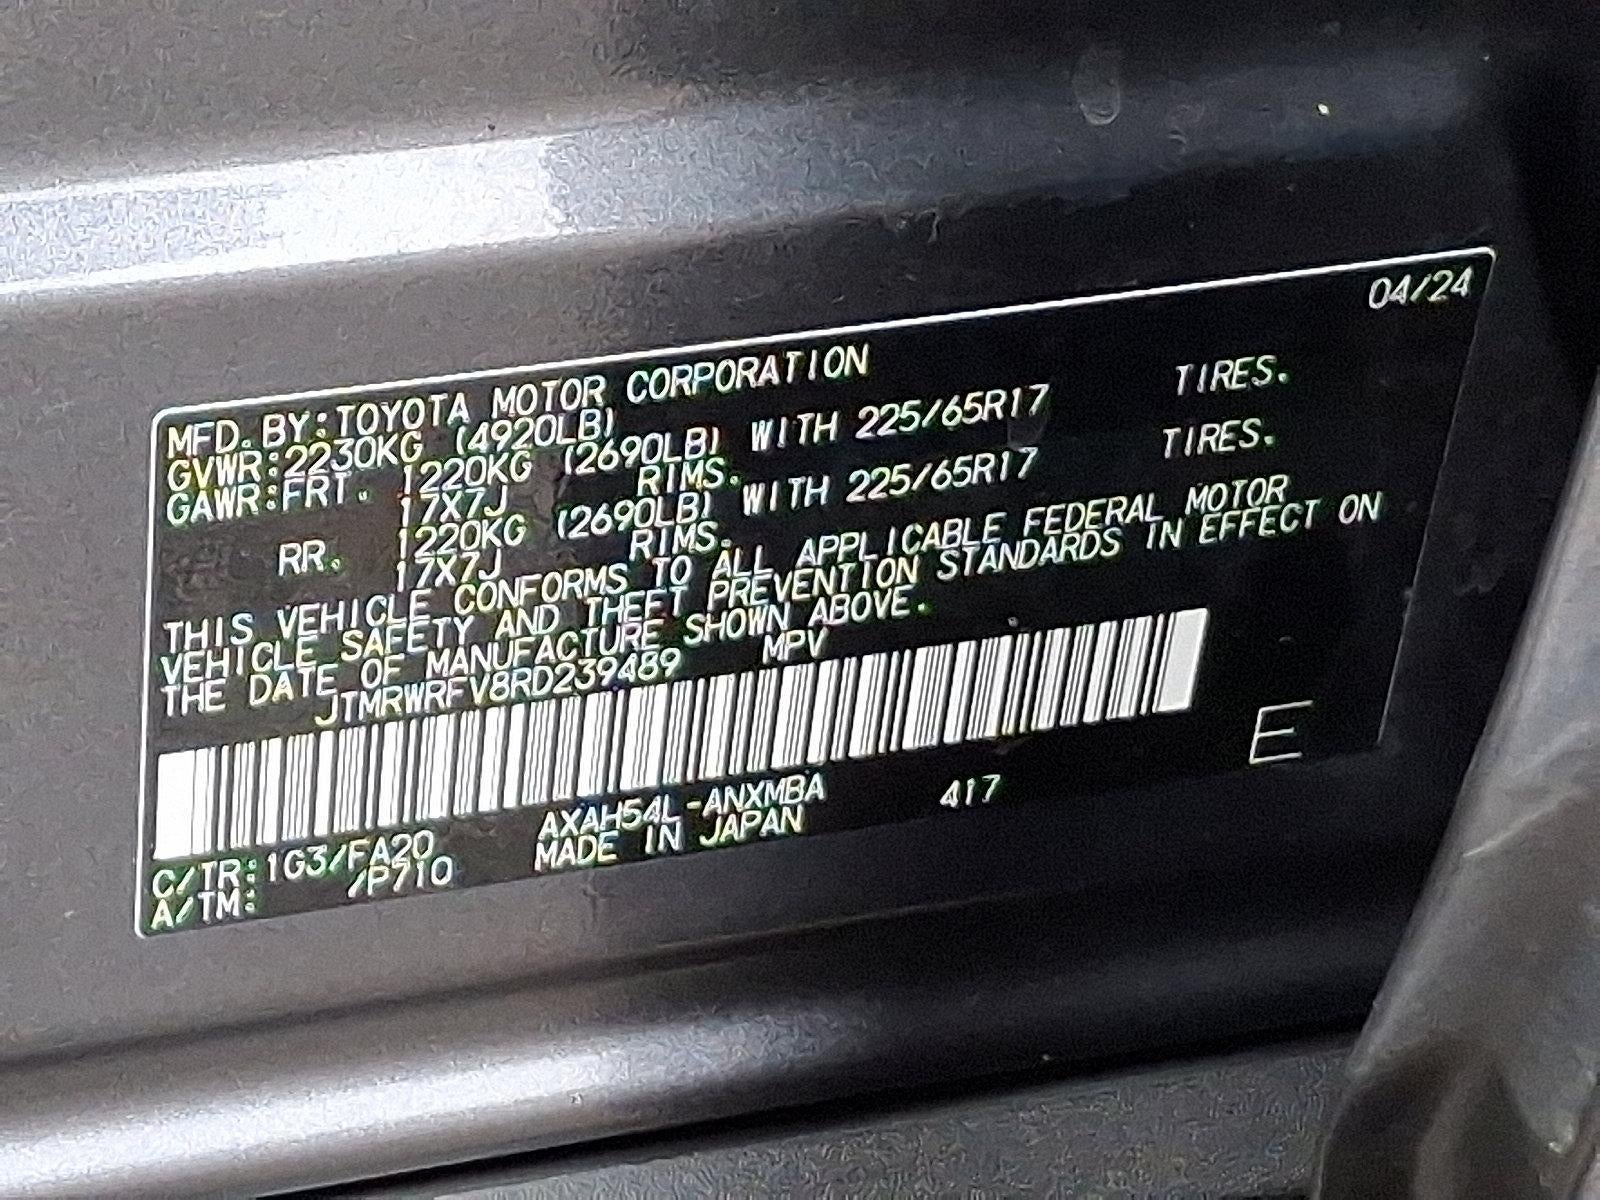 04/24
MFD. BY: TOYOTA MOTOR CORPORATION
GVWR: 2230KG (4920LB)
GAWR: FRT. 1220KG (2690LB) WITH 225/65R17 TIRES.
17X7J RIMS.
RR. 1220KG (2690LB) WITH 225/65R17 TIRES.
17X7J RIMS.
THIS VEHICLE CONFORMS TO ALL APPLICABLE FEDERAL MOTOR
VEHICLE SAFETY AND THEFT PREVENTION STANDARDS IN EFFECT ON
THE DATE OF MANUFACTURE SHOWN ABOVE.
JTMRWRFV8RD239489 MPV
C/TR: 1G3/FA20 AXAH54L-ANXMBA 417 E
A/TM: /P710 MADE IN JAPAN